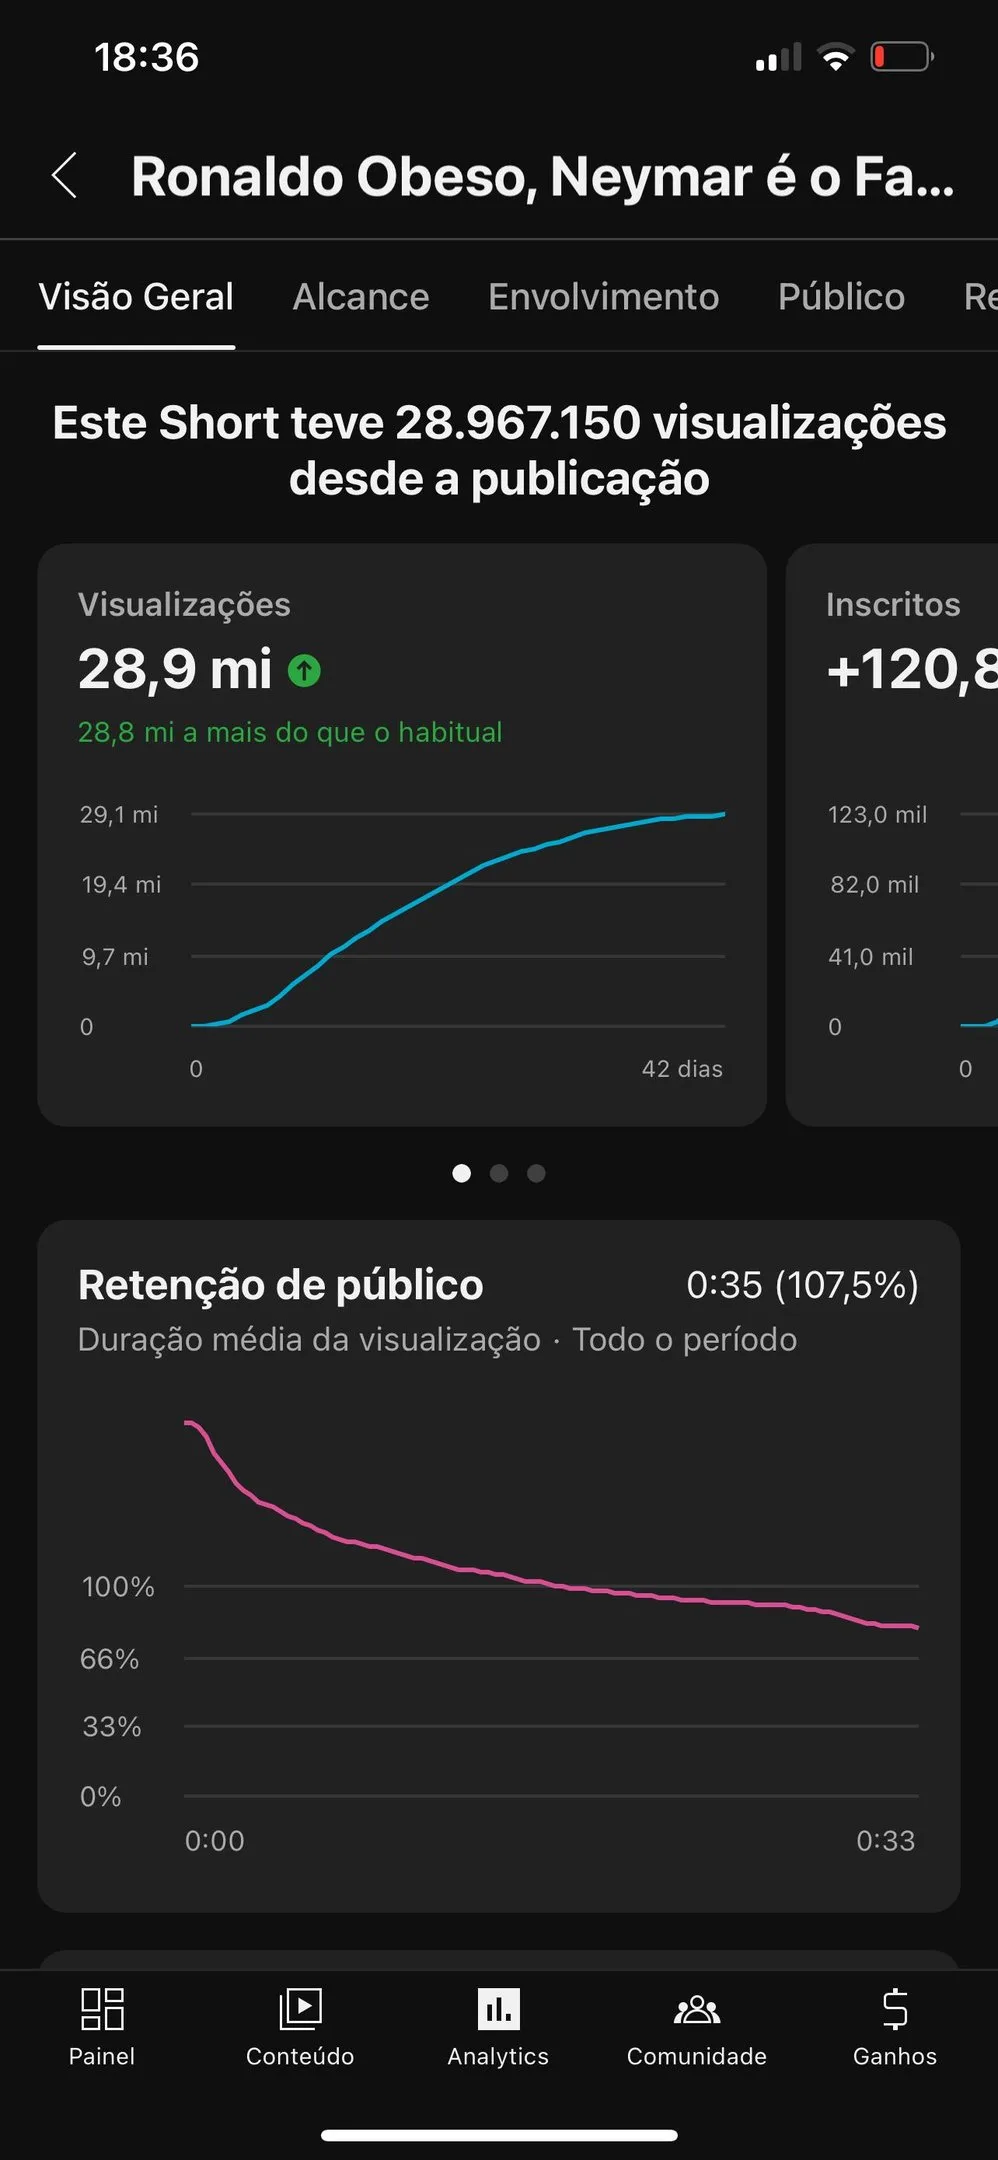 18:36
Ronaldo Obeso, Neymar é o Fa...
Visão Geral
Alcance
Envolvimento
Público
Re
Este Short teve 28.967.150 visualizações
desde a publicação
Visualizações
28,9 mi
28,8 mi a mais do que o habitual
29,1 mi
19,4 mi
9,7 mi
0
0
42 dias
Inscritos
+120,8
123,0 mil
82,0 mil
41,0 mil
0
0
Retenção de público
0:35 (107,5%)
Duração média da visualização · Todo o período
100%
66%
33%
0%
0:00
0:33
Painel
Conteúdo
Analytics
Comunidade
Ganhos